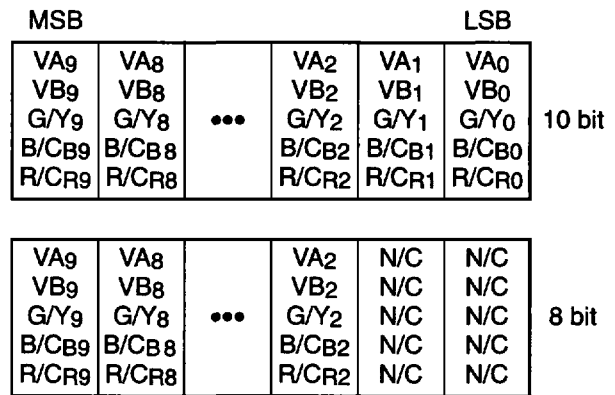 MSB LSB
VA9 VA8 VA2 VA1 VA0
VB9 VB8 VB2 VB1 VB0
G/Y9 G/Y8 ••• G/Y2 G/Y1 G/Y0 10 bit
B/CB9 B/CB8 B/CB2 B/CB1 B/CB0
R/CR9 R/CR8 R/CR2 R/CR1 R/CR0
VA9 VA8 VA2 N/C N/C
VB9 VB8 VB2 N/C N/C
G/Y9 G/Y8 ••• G/Y2 N/C N/C 8 bit
B/CB9 B/CB8 B/CB2 N/C N/C
R/CR9 R/CR8 R/CR2 N/C N/C